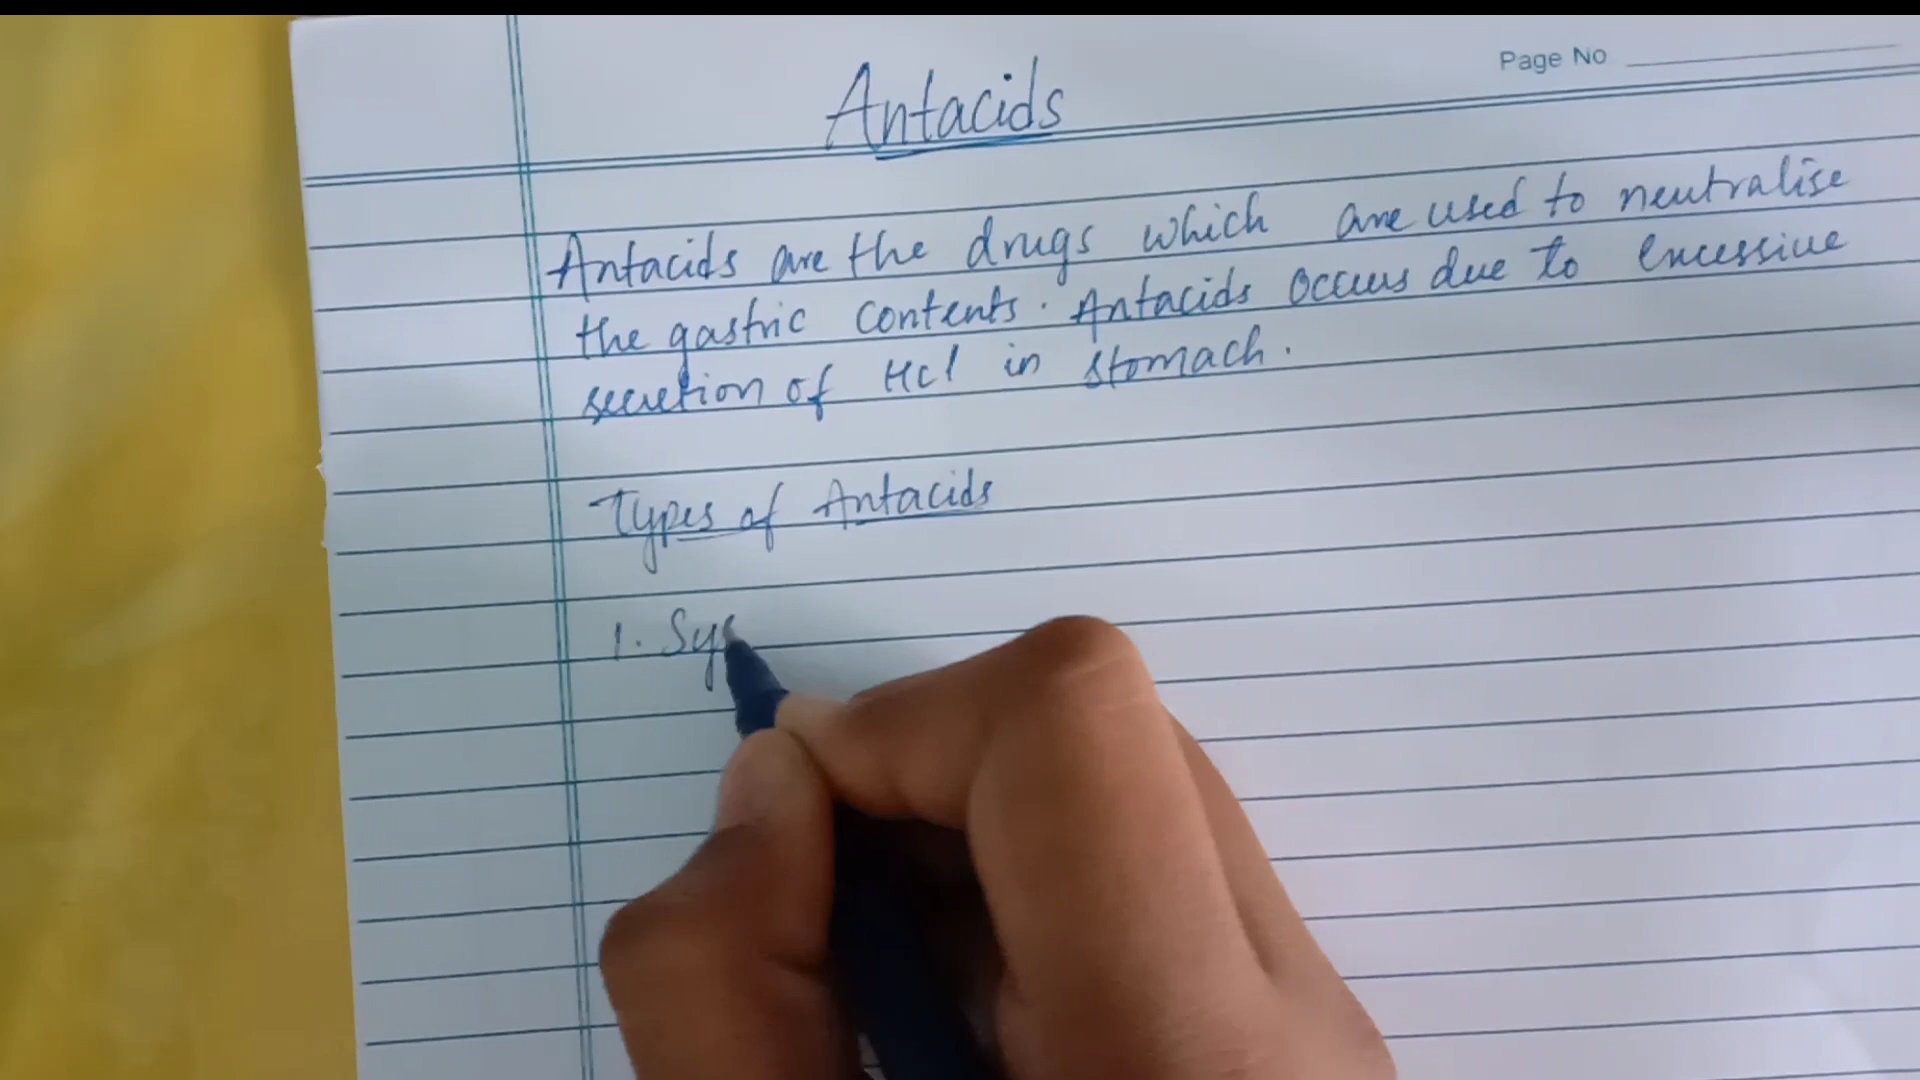 Page No
Antacids
Antacids are the drugs which are used to neutralise
the gastric contents. Antacids occurs due to excessive
secretion of HCl in stomach.
Types of Antacids
1. Sys